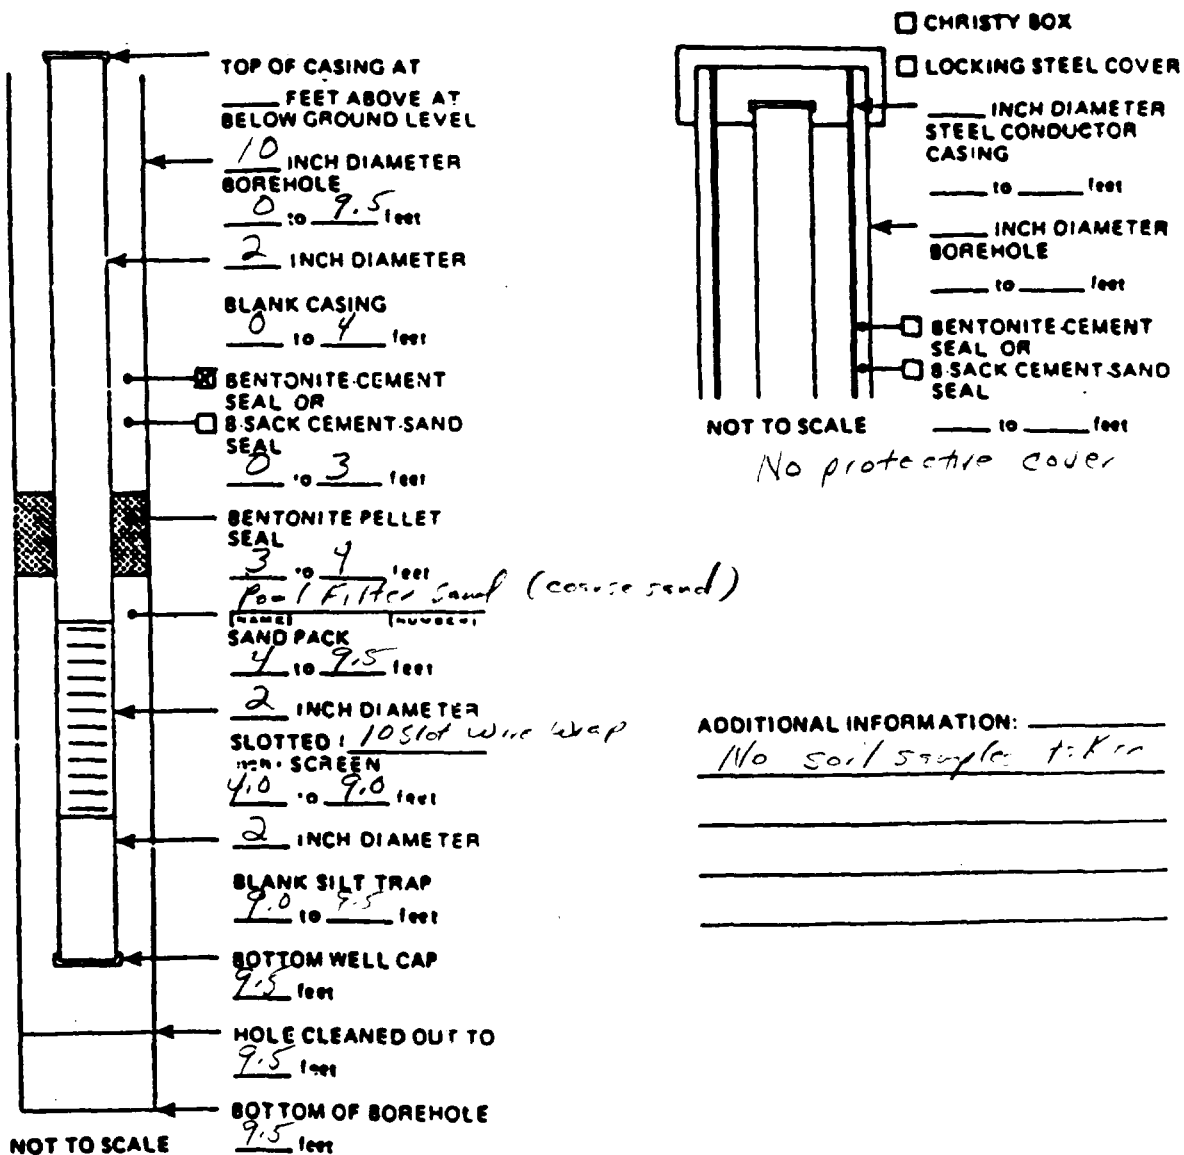 TOP OF CASING AT
____ FEET ABOVE AT
BELOW GROUND LEVEL
10 INCH DIAMETER
BOREHOLE
0 to 9.5 feet
2 INCH DIAMETER
BLANK CASING
0 to 4 feet
☒ BENTONITE-CEMENT
SEAL OR
☐ 8-SACK CEMENT-SAND
SEAL
0 to 3 feet
BENTONITE PELLET
SEAL
3 to 4 feet
Pool Filter Sand (coarse sand)
[NAME] [NUMBER]
SAND PACK
4 to 9.5 feet
2 INCH DIAMETER
SLOTTED ( 10 slot wire wrap
inch) SCREEN
4.0 to 9.0 feet
2 INCH DIAMETER
BLANK SILT TRAP
9.0 to 9.5 feet
BOTTOM WELL CAP
9.5 feet
HOLE CLEANED OUT TO
9.5 feet
BOTTOM OF BOREHOLE
9.5 feet
NOT TO SCALE
☐ CHRISTY BOX
☐ LOCKING STEEL COVER
____ INCH DIAMETER
STEEL CONDUCTOR
CASING
____ to ____ feet
____ INCH DIAMETER
BOREHOLE
____ to ____ feet
☐ BENTONITE-CEMENT
SEAL OR
☐ 8-SACK CEMENT-SAND
SEAL
____ to ____ feet
NOT TO SCALE
No protective cover
ADDITIONAL INFORMATION: ____
No soil samples taken